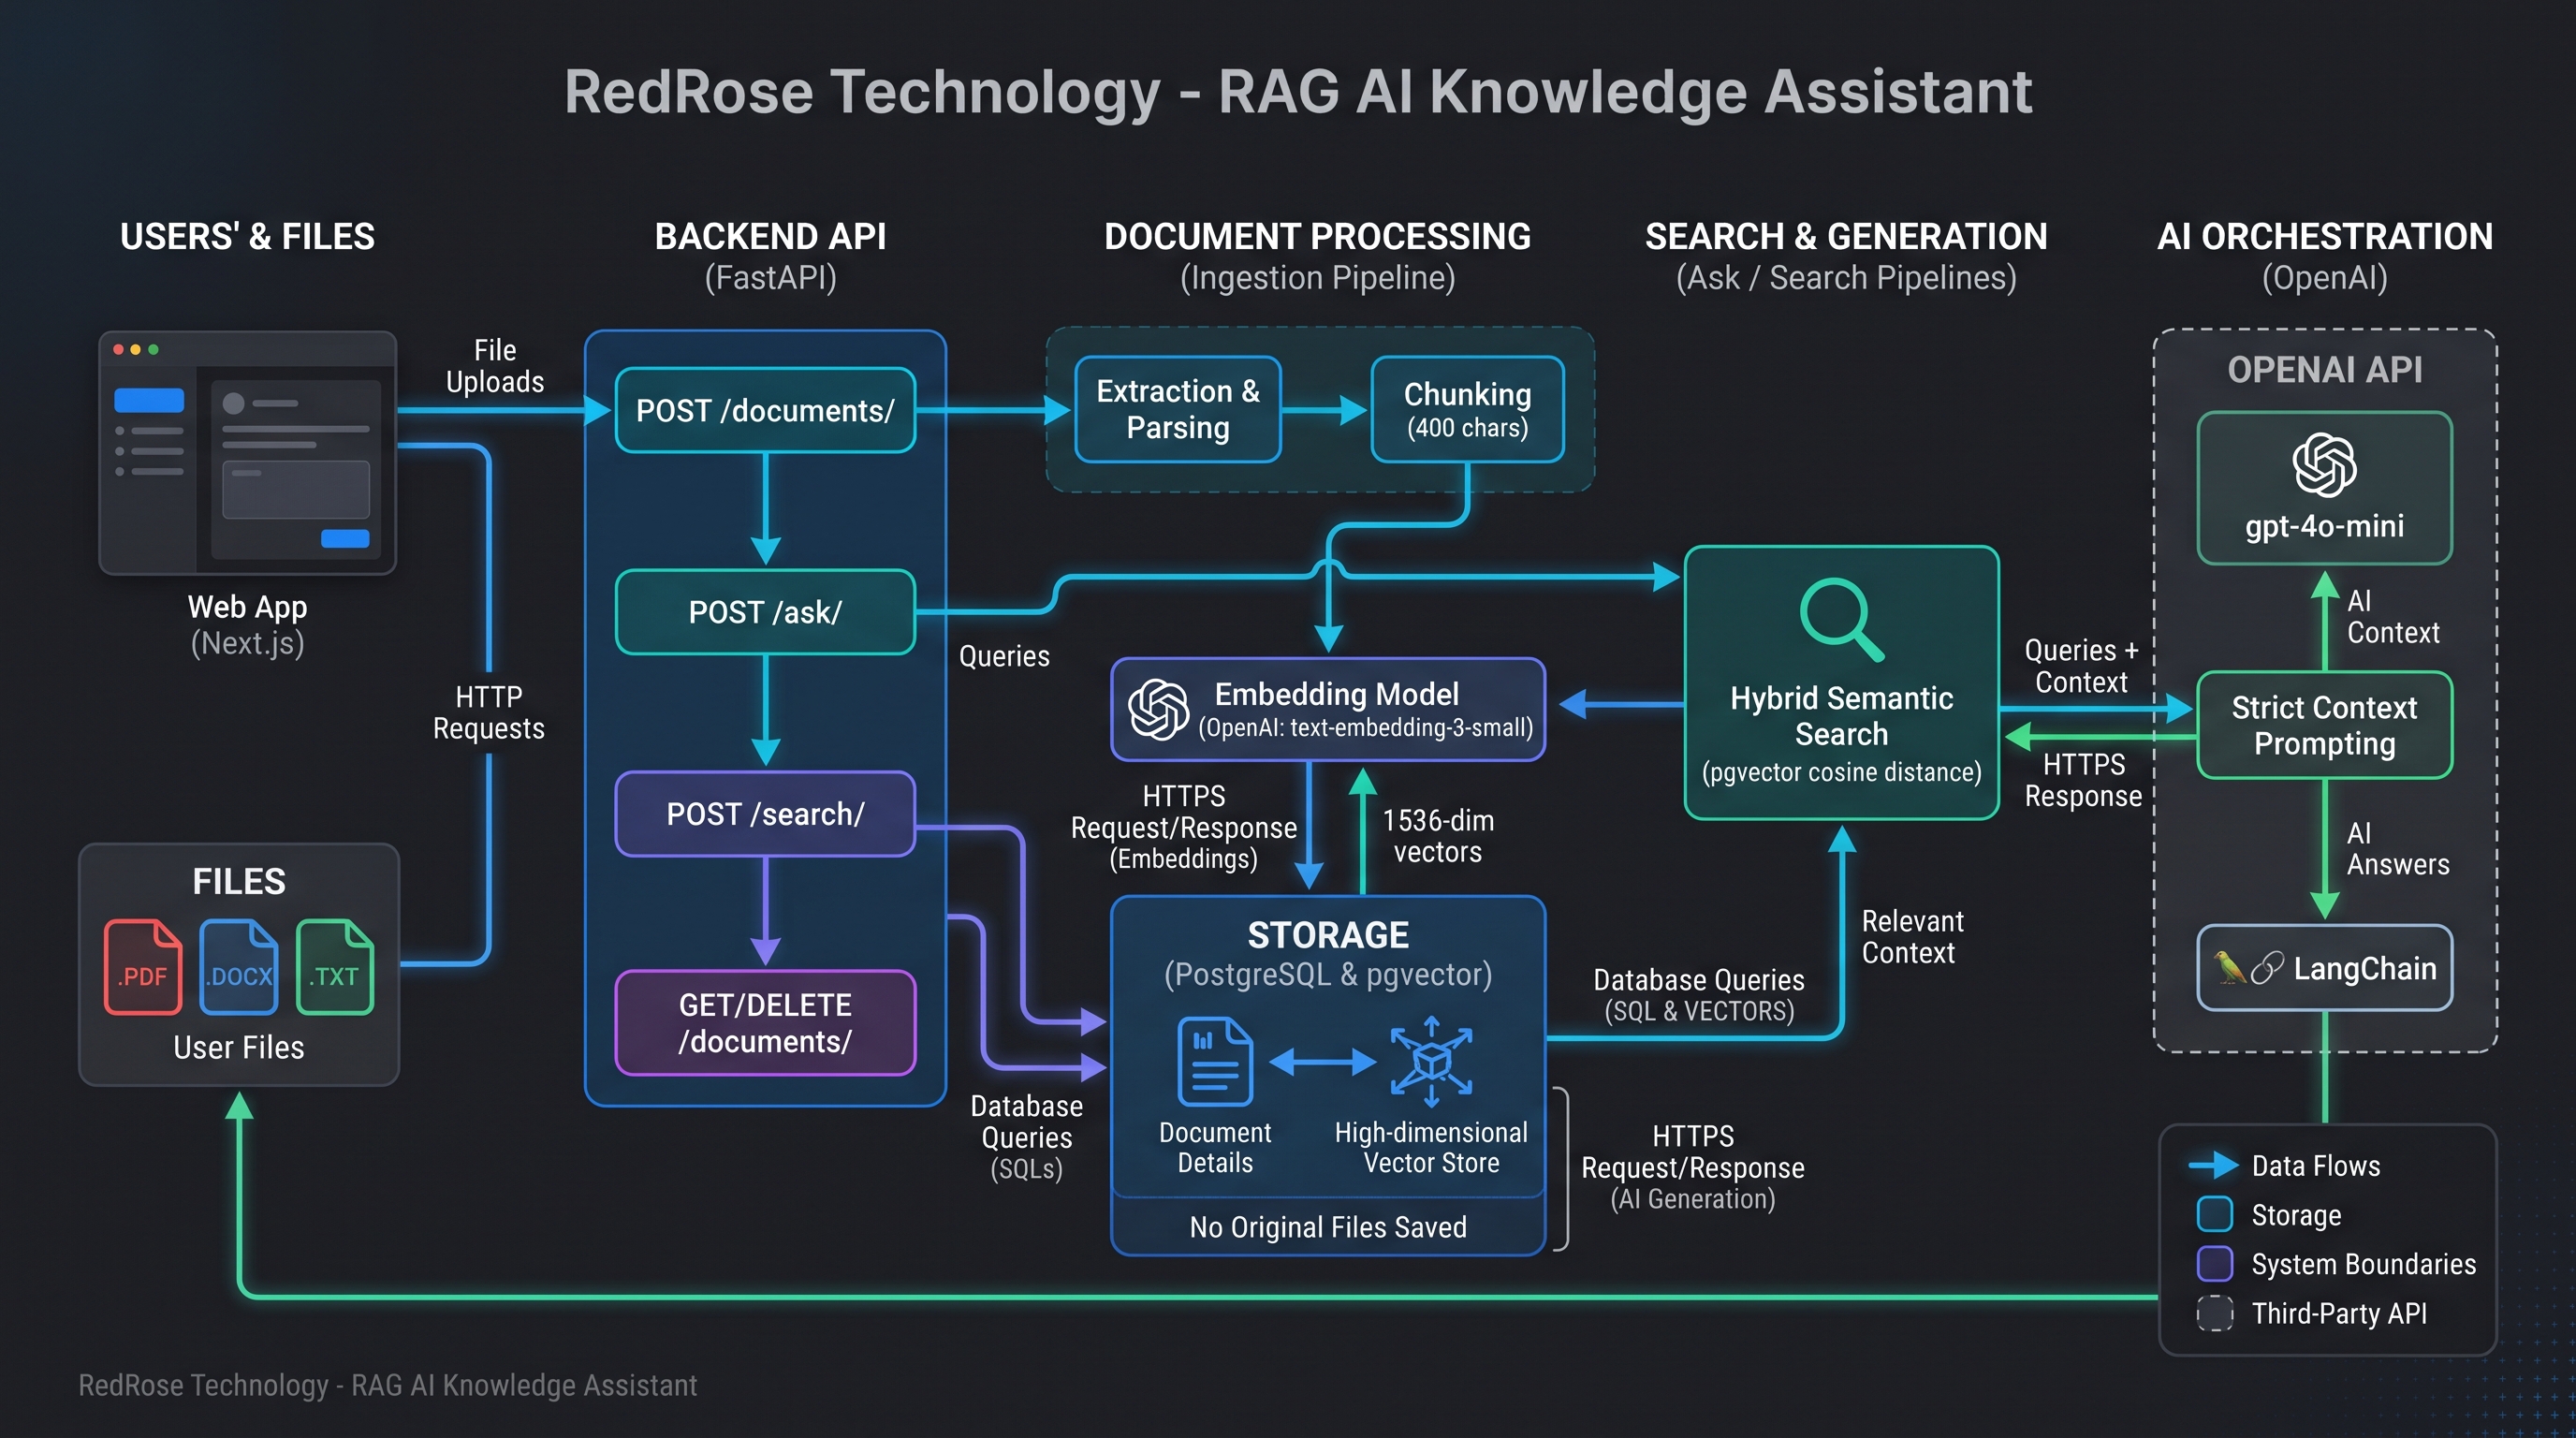 RedRose Technology - RAG AI Knowledge Assistant
USERS' & FILES
BACKEND API
(FastAPI)
DOCUMENT PROCESSING
(Ingestion Pipeline)
SEARCH & GENERATION
(Ask / Search Pipelines)
AI ORCHESTRATION
(OpenAI)
Web App
(Next.js)
File
Uploads
HTTP
Requests
FILES
.PDF
.DOCX
.TXT
User Files
POST /documents/
POST /ask/
POST /search/
GET/DELETE
/documents/
Queries
Database
Queries
(SQLs)
Extraction &
Parsing
Chunking
(400 chars)
Embedding Model
(OpenAI: text-embedding-3-small)
HTTPS
Request/Response
(Embeddings)
1536-dim
vectors
STORAGE
(PostgreSQL & pgvector)
Document
Details
High-dimensional
Vector Store
No Original Files Saved
Hybrid Semantic
Search
(pgvector cosine distance)
Database Queries
(SQL & VECTORS)
Relevant
Context
HTTPS
Request/Response
(AI Generation)
Queries +
Context
HTTPS
Response
OPENAI API
gpt-4o-mini
AI
Context
Strict Context
Prompting
AI
Answers
LangChain
Data Flows
Storage
System Boundaries
Third-Party API
RedRose Technology - RAG AI Knowledge Assistant